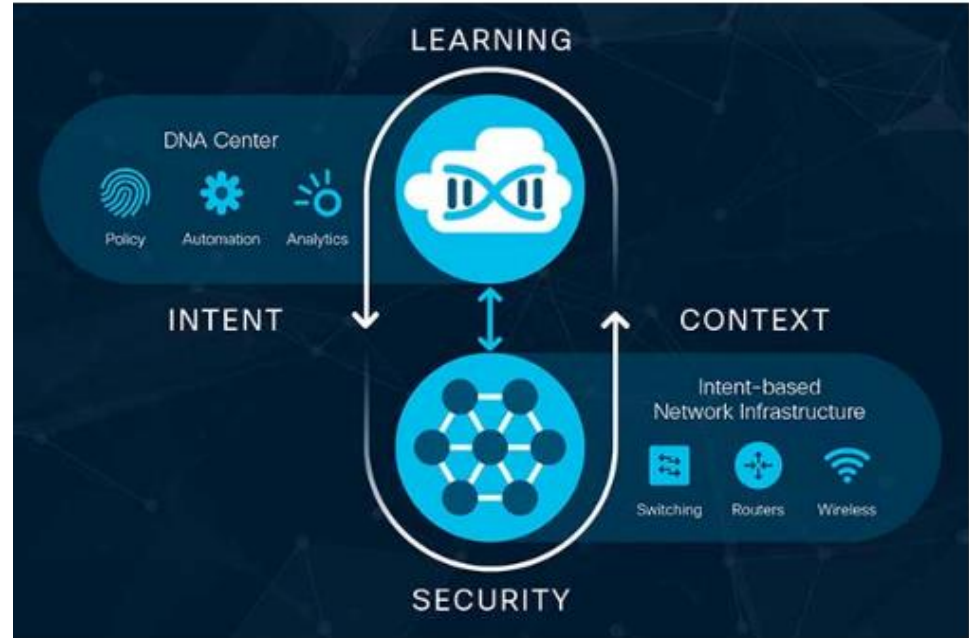 LEARNING
DNA Center
Policy Automation Analytics
INTENT
CONTEXT
Intent-based
Network Infrastructure
Switching Routers Wireless
SECURITY